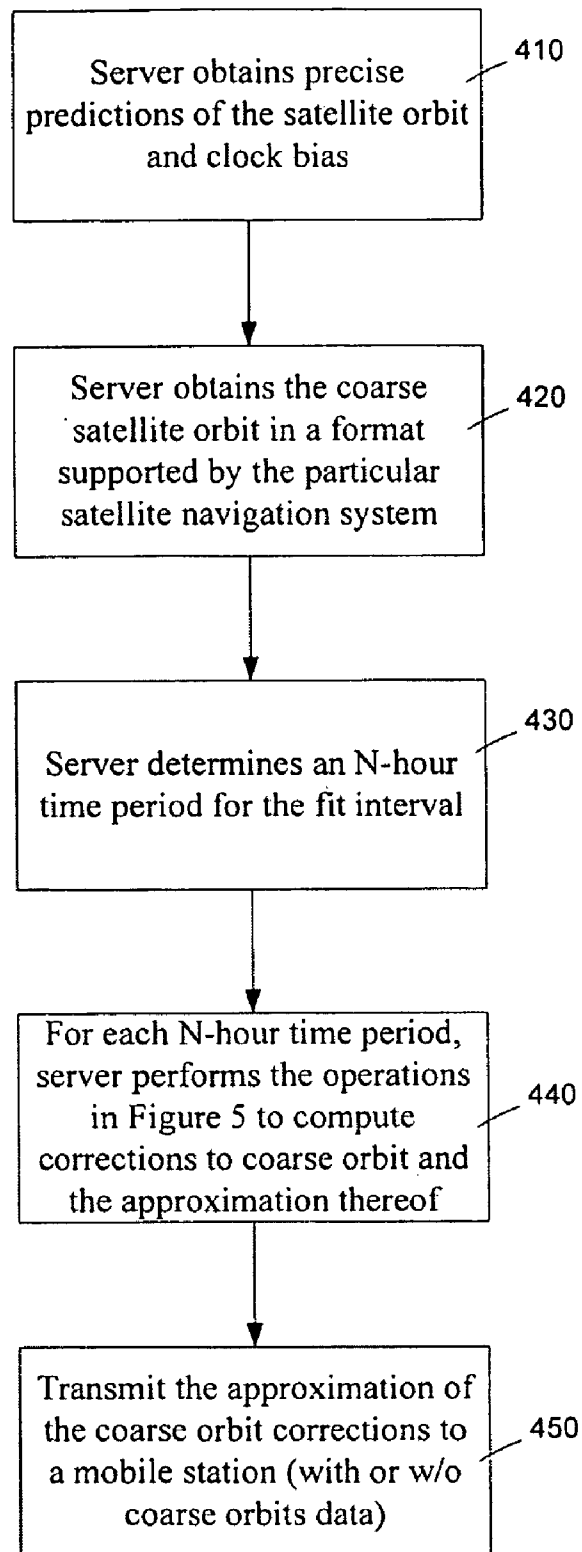 Server obtains precise
predictions of the satellite orbit
and clock bias
410
Server obtains the coarse
satellite orbit in a format
supported by the particular
satellite navigation system
420
Server determines an N-hour
time period for the fit interval
430
For each N-hour time period,
server performs the operations
in Figure 5 to compute
corrections to coarse orbit and
the approximation thereof
440
Transmit the approximation of
the coarse orbit corrections to
a mobile station (with or w/o
coarse orbits data)
450